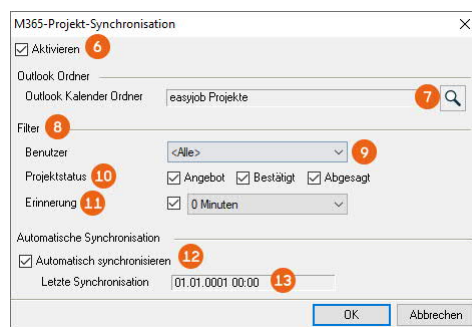 M365-Projekt-Synchronisation
Aktivieren 6
Outlook Ordner
Outlook Kalender Ordner easyjob Projekte 7
Filter 8
Benutzer <Alle> 9
Projektstatus 10 Angebot Bestätigt Abgesagt
Erinnerung 11 0 Minuten
Automatische Synchronisation
Automatisch synchronisieren 12
Letzte Synchronisation 01.01.0001 00:00 13
OK Abbrechen